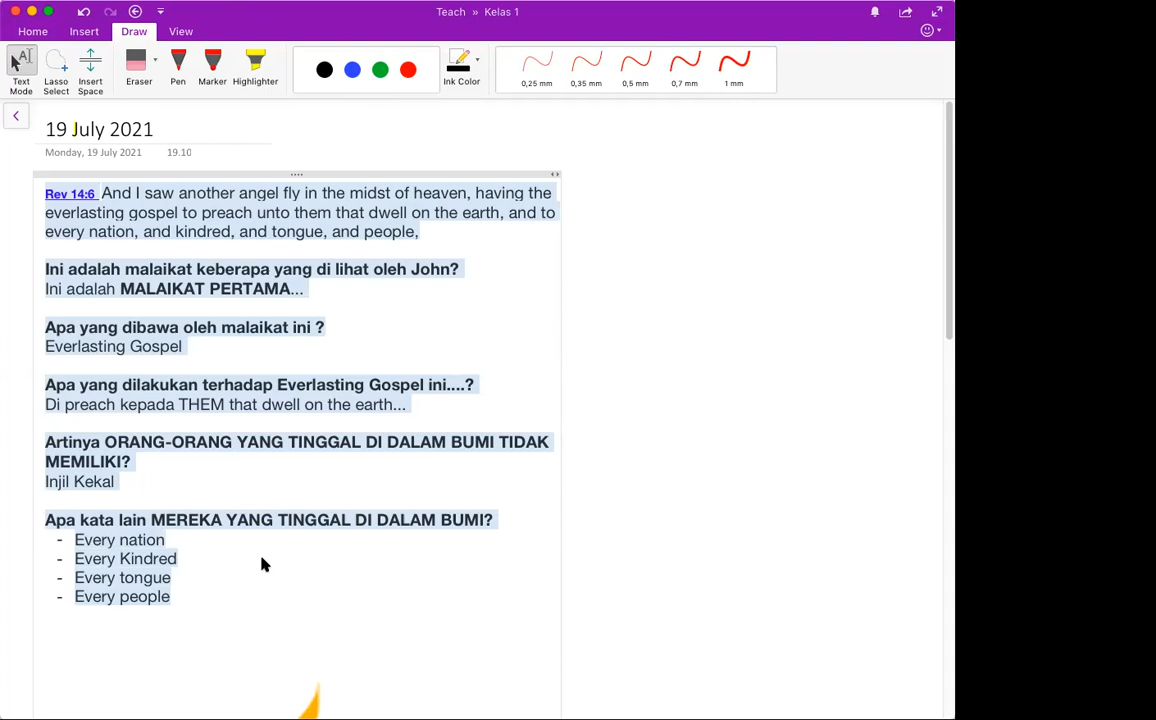 Teach » Kelas 1
Home Insert Draw View
Text Mode
Lasso Select
Insert Space
Eraser
Pen
Marker
Highlighter
Ink Color
0,25 mm
0,35 mm
0,5 mm
0,7 mm
1 mm
19 July 2021
Monday, 19 July 2021 19.10
Rev 14:6 And I saw another angel fly in the midst of heaven, having the
everlasting gospel to preach unto them that dwell on the earth, and to
every nation, and kindred, and tongue, and people,
Ini adalah malaikat keberapa yang di lihat oleh John?
Ini adalah MALAIKAT PERTAMA...
Apa yang dibawa oleh malaikat ini ?
Everlasting Gospel
Apa yang dilakukan terhadap Everlasting Gospel ini....?
Di preach kepada THEM that dwell on the earth...
Artinya ORANG-ORANG YANG TINGGAL DI DALAM BUMI TIDAK
MEMILIKI?
Injil Kekal
Apa kata lain MEREKA YANG TINGGAL DI DALAM BUMI?
- Every nation
- Every Kindred
- Every tongue
- Every people